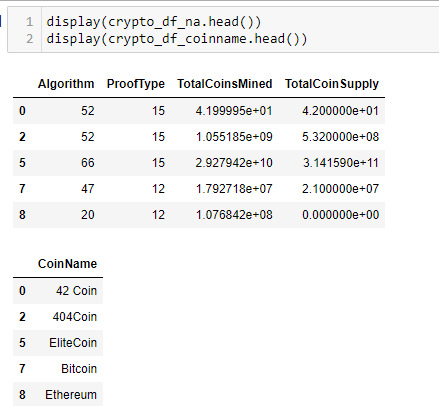 1 display(crypto_df_na.head())
2 display(crypto_df_coinname.head())
Algorithm ProofType TotalCoinsMined TotalCoinSupply
0 52 15 4.199995e+01 4.200000e+01
2 52 15 1.055185e+09 5.320000e+08
5 66 15 2.927942e+10 3.141590e+11
7 47 12 1.792718e+07 2.100000e+07
8 20 12 1.076842e+08 0.000000e+00
CoinName
0 42 Coin
2 404Coin
5 EliteCoin
7 Bitcoin
8 Ethereum